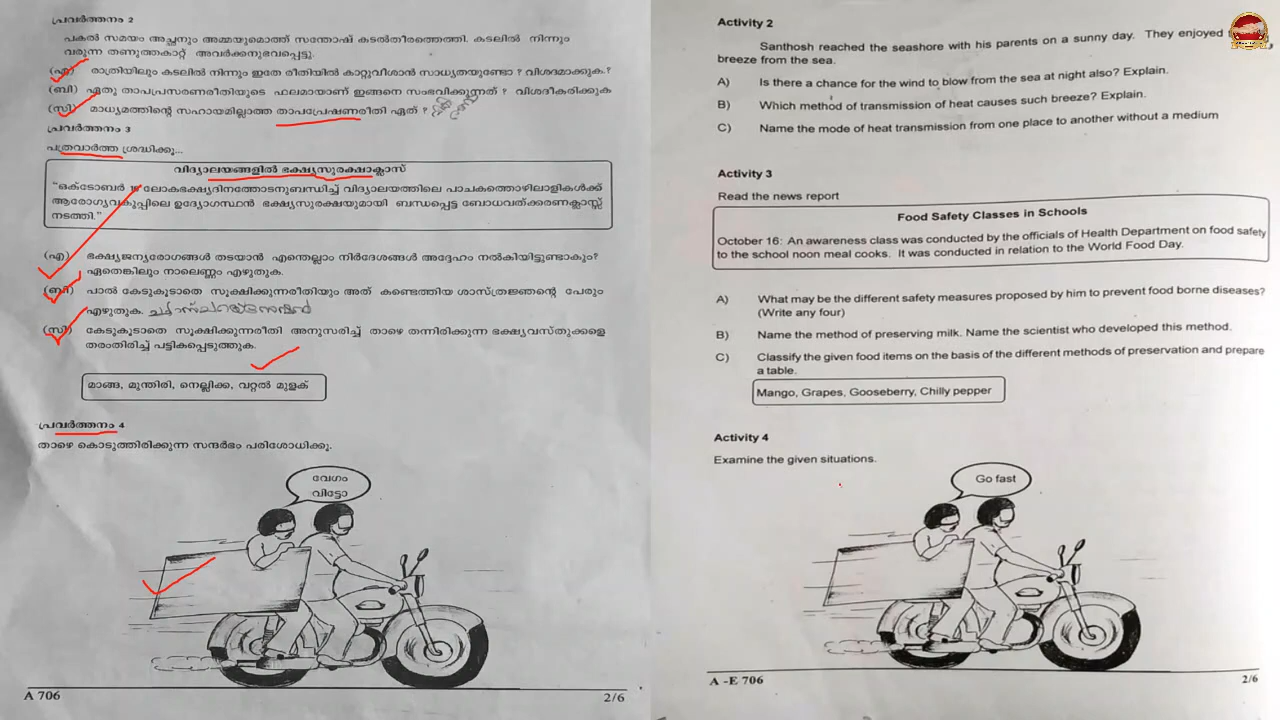 പ്രവർത്തനം 2
പകൽ സമയം അച്ഛനും അമ്മയുമൊത്ത് സന്തോഷ് കടൽതീരത്തെത്തി. കടലിൽ നിന്നും
വരുന്ന തണുത്തകാറ്റ് അവർക്കനുഭവപ്പെട്ടു.
(എ) രാത്രിയിലും കടലിൽ നിന്നും ഇതേ രീതിയിൽ കാറ്റുവീശാൻ സാധ്യതയുണ്ടോ ? വിശദമാക്കുക?
(ബി) ഏതു താപപ്രസരണരീതിയുടെ ഫലമായാണ് ഇങ്ങനെ സംഭവിക്കുന്നത് ? വിശദീകരിക്കുക
(സി) മാധ്യമത്തിന്റെ സഹായമില്ലാത്ത താപപ്രേഷണരീതി ഏത് ?
പ്രവർത്തനം 3
പത്രവാർത്ത ശ്രദ്ധിക്കൂ...
വിദ്യാലയങ്ങളിൽ ഭക്ഷ്യസുരക്ഷാക്ലാസ്
"ഒക്ടോബർ 16 ലോകഭക്ഷ്യദിനത്തോടനുബന്ധിച്ച് വിദ്യാലയത്തിലെ പാചകത്തൊഴിലാളികൾക്ക്
ആരോഗ്യവകുപ്പിലെ ഉദ്യോഗസ്ഥൻ ഭക്ഷ്യസുരക്ഷയുമായി ബന്ധപ്പെട്ട ബോധവത്ക്കരണക്ലാസ്സ്
നടത്തി."
(എ) ഭക്ഷ്യജന്യരോഗങ്ങൾ തടയാൻ എന്തെല്ലാം നിർദേശങ്ങൾ അദ്ദേഹം നൽകിയിട്ടുണ്ടാകും?
ഏതെങ്കിലും നാലെണ്ണം എഴുതുക.
(ബി) പാൽ കേടുകൂടാതെ സൂക്ഷിക്കുന്നരീതിയും അത് കണ്ടെത്തിയ ശാസ്ത്രജ്ഞന്റെ പേരും
എഴുതുക.
(സി) കേടുകൂടാതെ സൂക്ഷിക്കുന്നരീതി അനുസരിച്ച് താഴെ തന്നിരിക്കുന്ന ഭക്ഷ്യവസ്തുക്കളെ
തരംതിരിച്ച് പട്ടികപ്പെടുത്തുക.
മാങ്ങ, മുന്തിരി, നെല്ലിക്ക, വറ്റൽ മുളക്
പ്രവർത്തനം 4
താഴെ കൊടുത്തിരിക്കുന്ന സന്ദർഭം പരിശോധിക്കൂ.
വേഗം
വിട്ടോ
A 706
2/6
Activity 2
Santhosh reached the seashore with his parents on a sunny day. They enjoyed
breeze from the sea.
A) Is there a chance for the wind to blow from the sea at night also? Explain.
B) Which method of transmission of heat causes such breeze? Explain.
C) Name the mode of heat transmission from one place to another without a medium
Activity 3
Read the news report
Food Safety Classes in Schools
October 16: An awareness class was conducted by the officials of Health Department on food safety
to the school noon meal cooks. It was conducted in relation to the World Food Day.
A) What may be the different safety measures proposed by him to prevent food borne diseases?
(Write any four)
B) Name the method of preserving milk. Name the scientist who developed this method.
C) Classify the given food items on the basis of the different methods of preservation and prepare
a table.
Mango, Grapes, Gooseberry, Chilly pepper
Activity 4
Examine the given situations.
Go fast
A -E 706
2/6